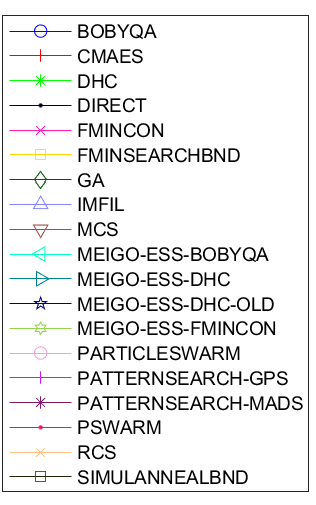 BOBYQA
CMAES
DHC
DIRECT
FMINCON
FMINSEARCHBND
GA
IMFIL
MCS
MEIGO-ESS-BOBYQA
MEIGO-ESS-DHC
MEIGO-ESS-DHC-OLD
MEIGO-ESS-FMINCON
PARTICLESWARM
PATTERNSEARCH-GPS
PATTERNSEARCH-MADS
PSWARM
RCS
SIMULANNEALBND